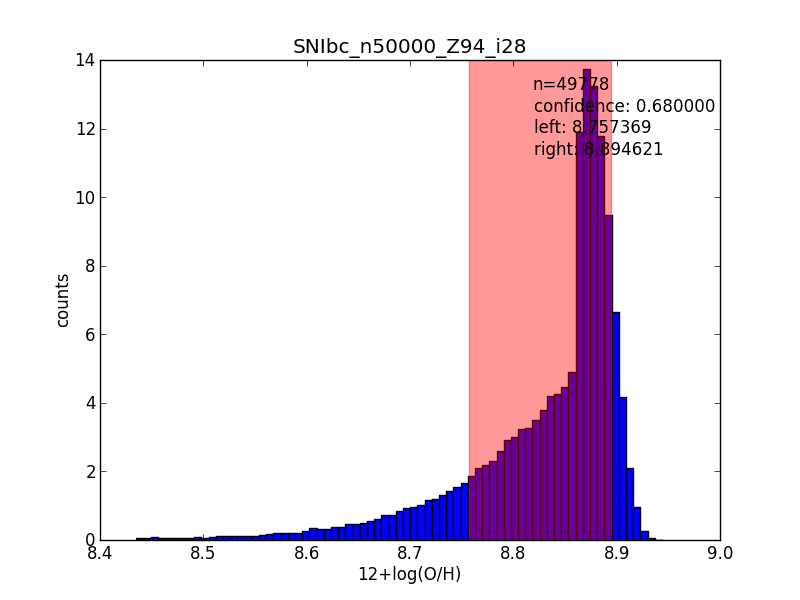 SNIbc_n50000_Z94_i28
n=49778
confidence: 0.680000
left: 8.757369
right: 8.894621
14
12
10
8
6
4
2
0
counts
8.4 8.5 8.6 8.7 8.8 8.9 9.0
12+log(O/H)